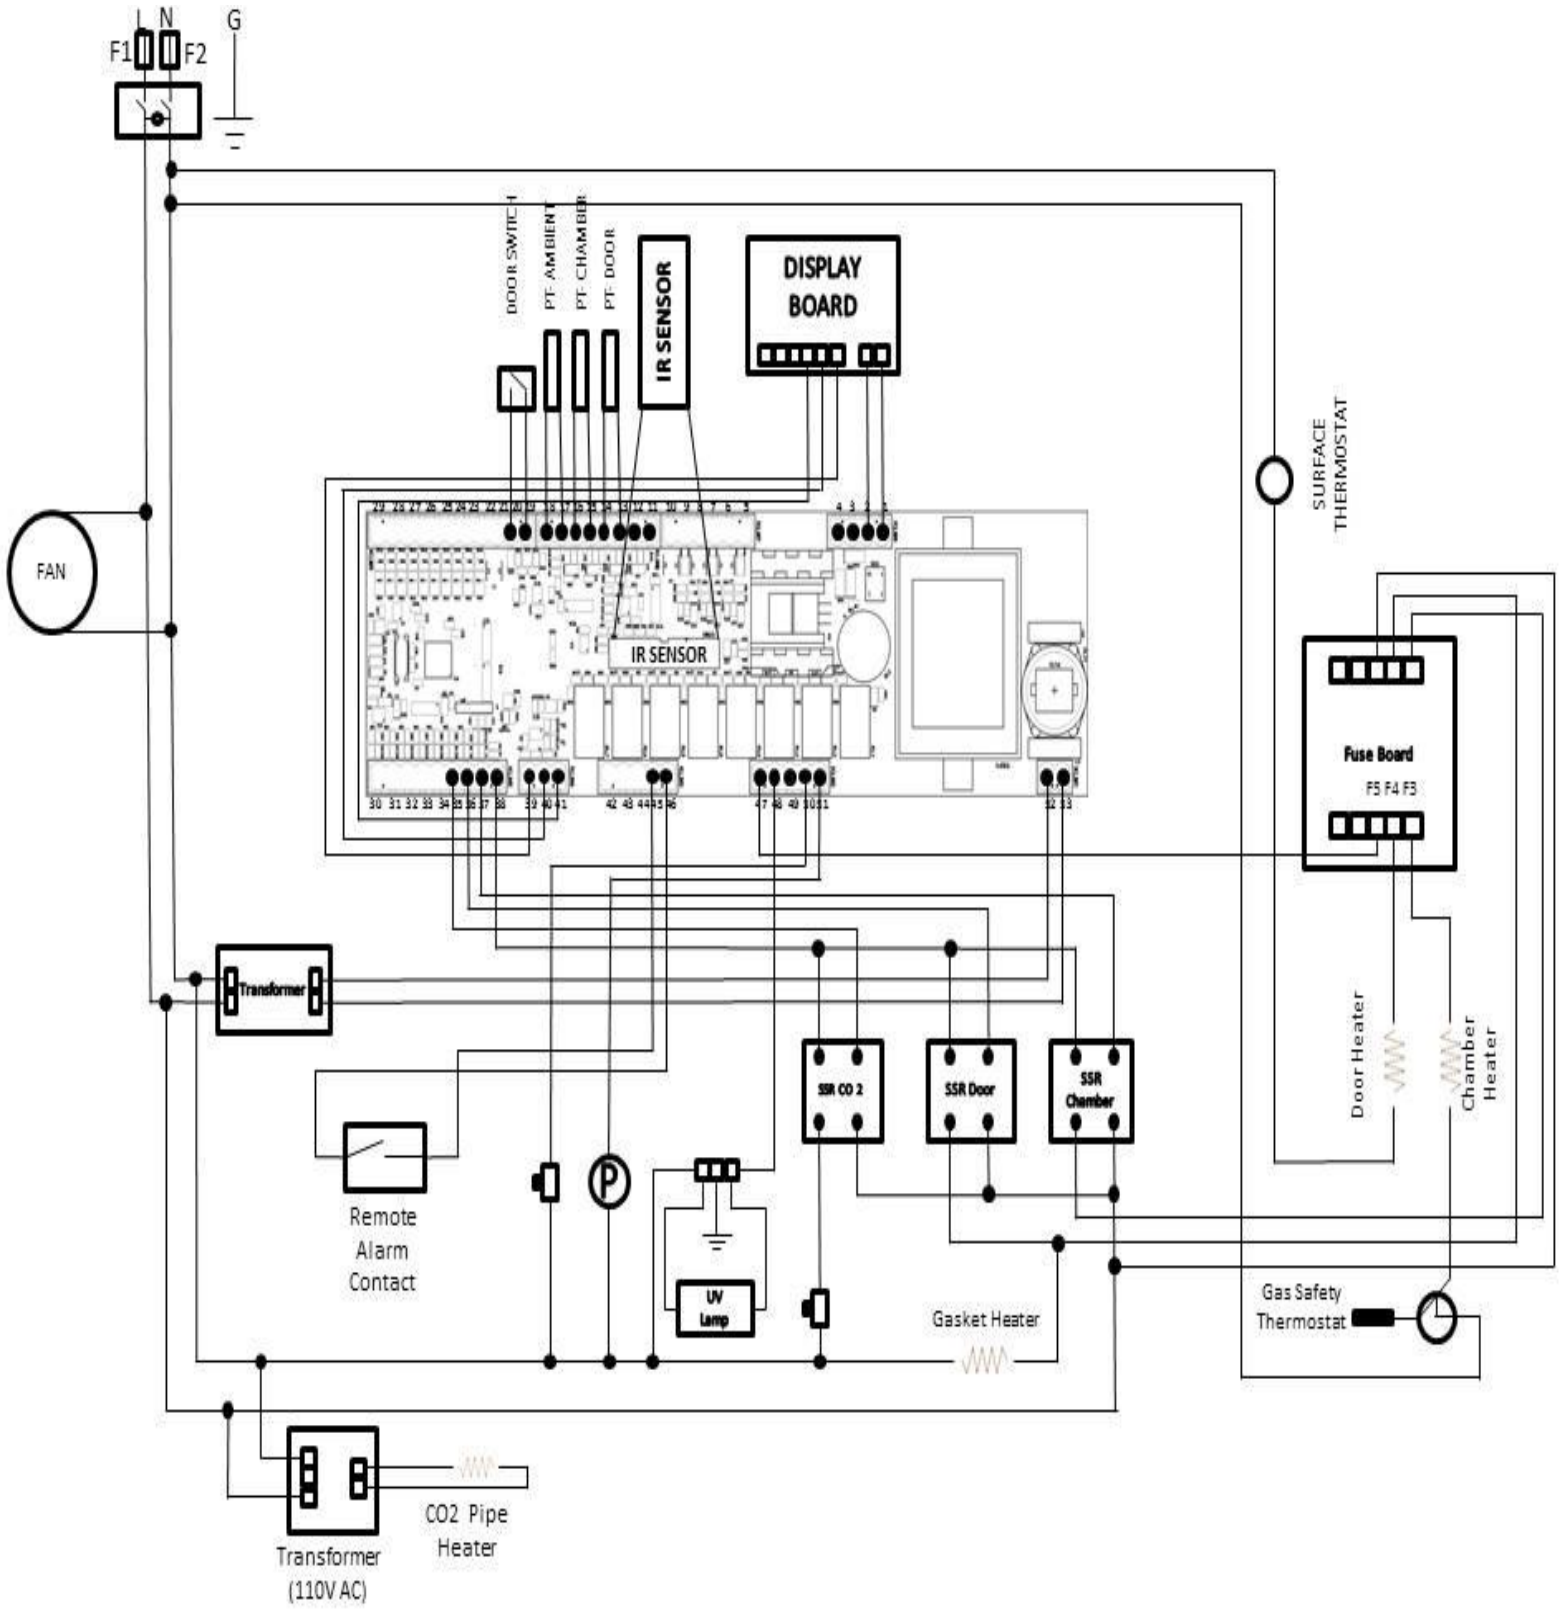 L N G
F1 F2
DOOR SWITCH
PT- AMBIENT
PT- CHAMBER
PT- DOOR
IR SENSOR
DISPLAY
BOARD
SURFACE
THERMOSTAT
FAN
29 28 27 26 25 24 23 22 21 20 19 18 17 16 15 14 13 12 11 10 9 8 7 6 5 4 3 2 1
IR SENSOR
Fuse Board
F5 F4 F3
30 31 32 33 34 35 36 37 38 39 40 41 42 43 44 45 46 47 48 49 50 51 52 53
Transformer
Door Heater
Chamber
Heater
SSR CO 2
SSR Door
SSR
Chamber
P
Remote
Alarm
Contact
UV
Lamp
Gas Safety
Thermostat
Gasket Heater
CO2 Pipe
Heater
Transformer
(110V AC)